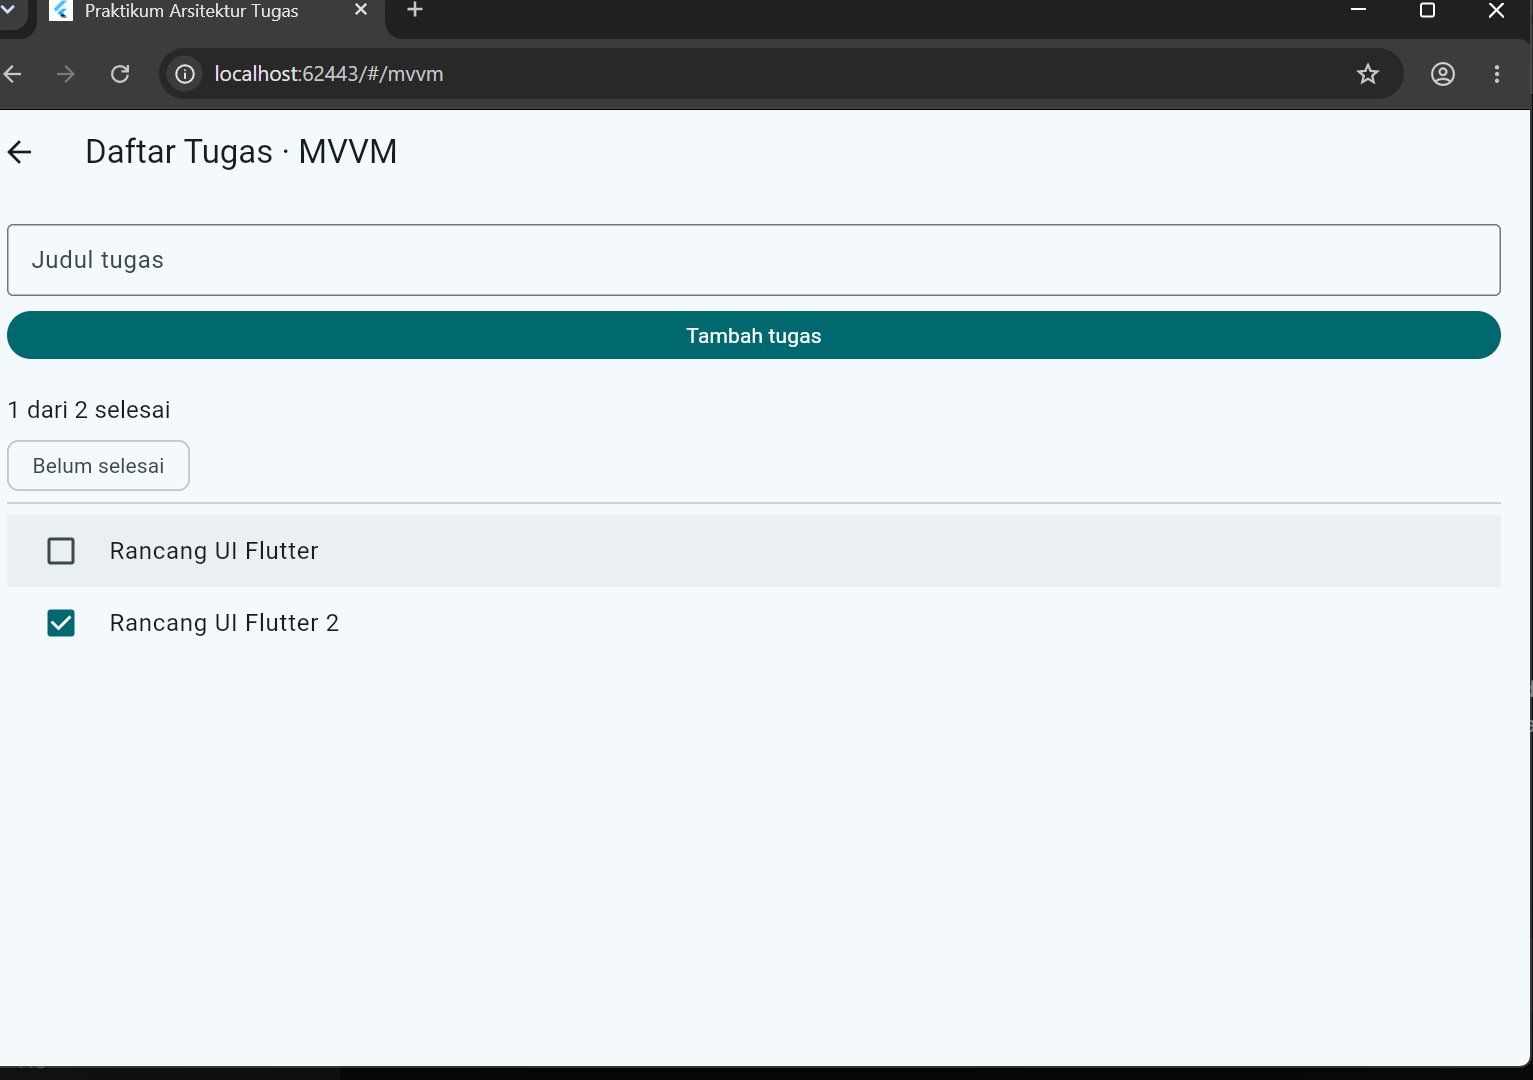 Praktikum Arsitektur Tugas
localhost:62443/#/mvvm
Daftar Tugas · MVVM
Judul tugas
Tambah tugas
1 dari 2 selesai
Belum selesai
Rancang UI Flutter
Rancang UI Flutter 2